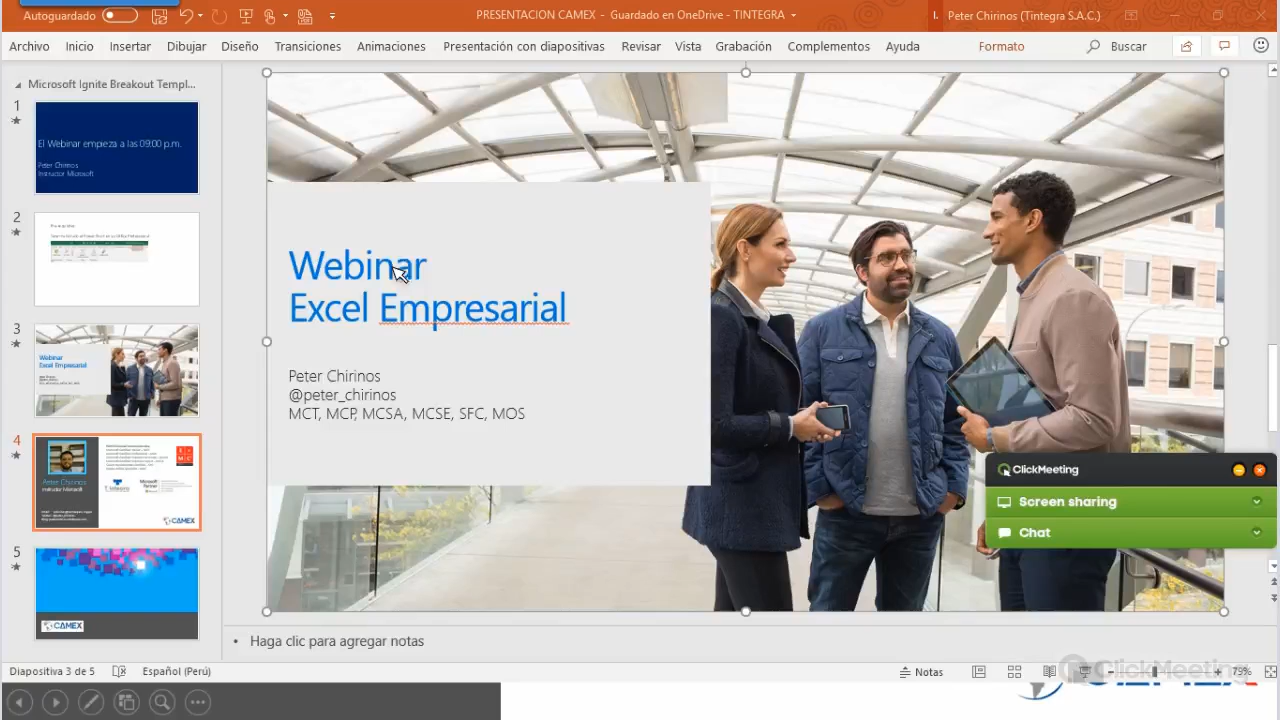 Autoguardado
PRESENTACION CAMEX - Guardado en OneDrive - TINTEGRA
I. Peter Chirinos (Tintegra S.A.C.)
Archivo Inicio Insertar Dibujar Diseño Transiciones Animaciones Presentación con diapositivas Revisar Vista Grabación Complementos Ayuda Formato Buscar
Microsoft Ignite Breakout Templ...
1
El Webinar empieza a las 09:00 p.m.
Peter Chirinos
Instructor Microsoft
2
3
Webinar
Excel Empresarial
4
Peter Chirinos
Instructor Microsoft
CAMEX
5
CAMEX
Webinar
Excel Empresarial
Peter Chirinos
@peter_chirinos
MCT, MCP, MCSA, MCSE, SFC, MOS
ClickMeeting
Screen sharing
Chat
Haga clic para agregar notas
Diapositiva 3 de 5 Español (Perú) Notas 75%
ClickMeeting